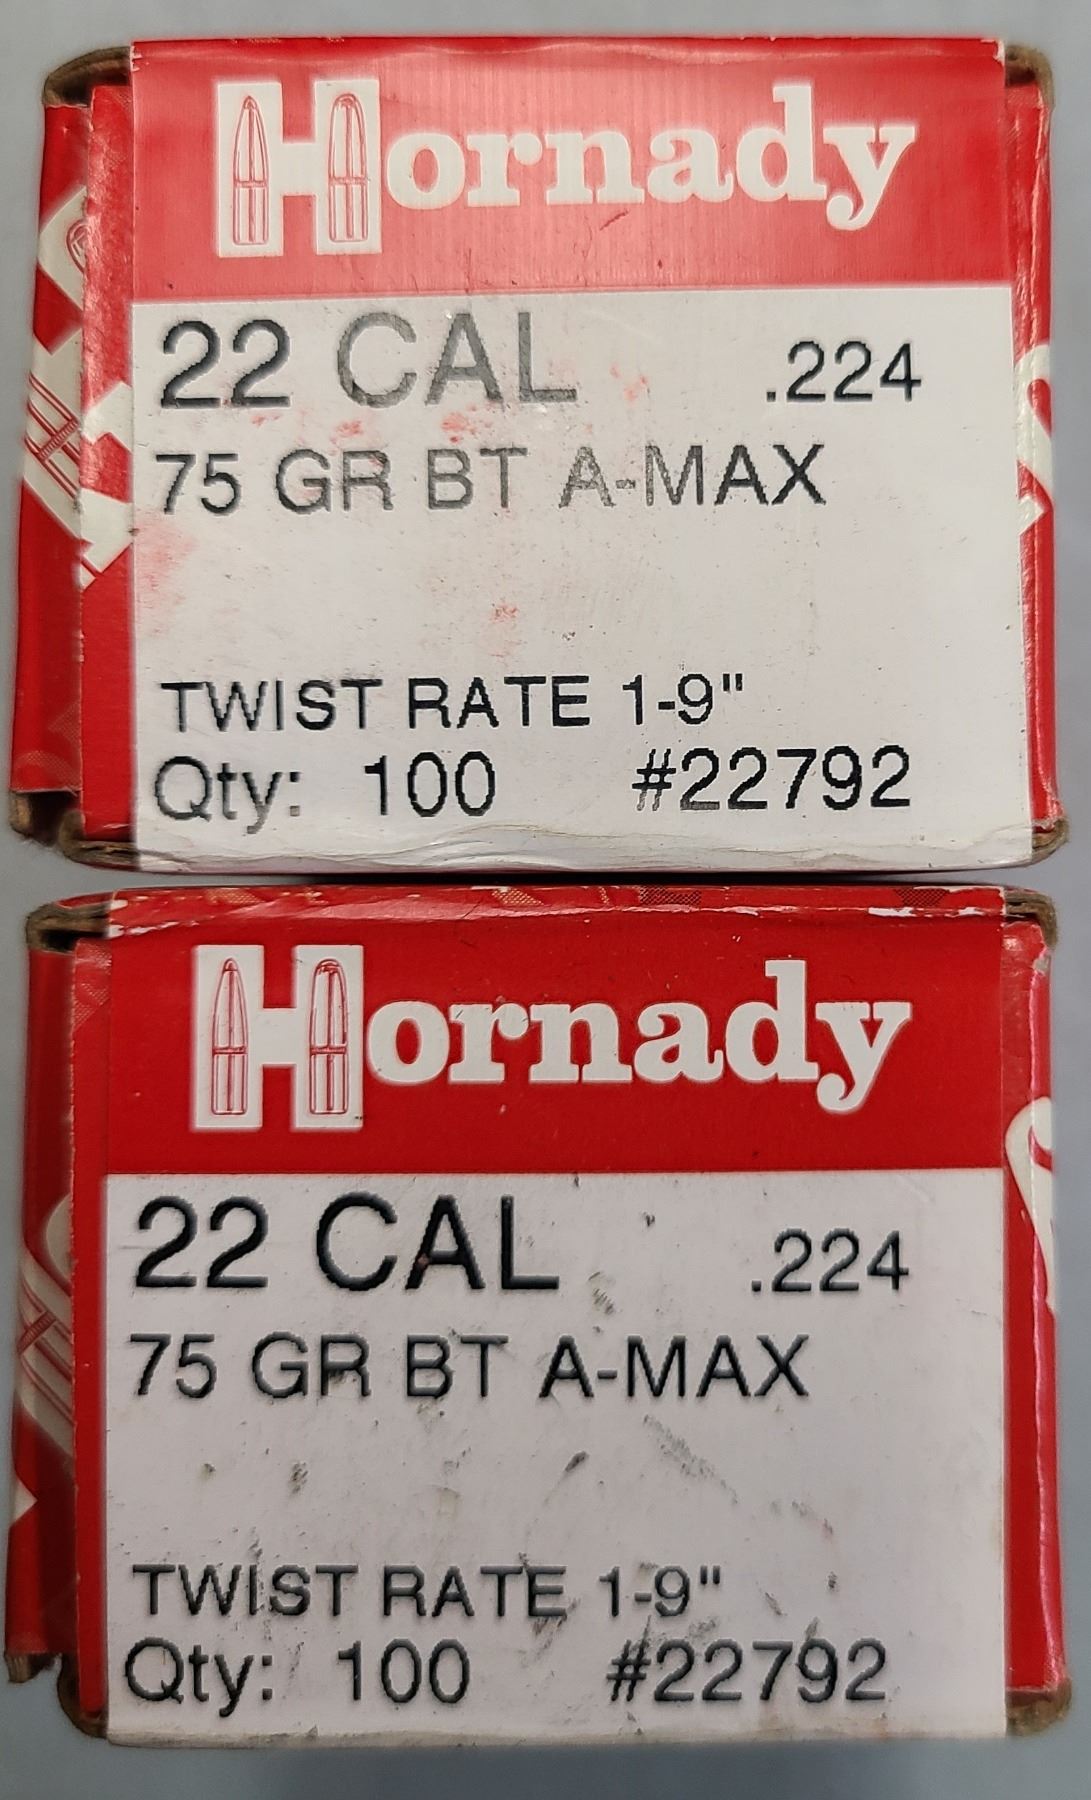 Hornady
22 CAL .224
75 GR BT A-MAX
TWIST RATE 1-9"
Qty: 100 #22792
Hornady
22 CAL .224
75 GR BT A-MAX
TWIST RATE 1-9"
Qty: 100 #22792